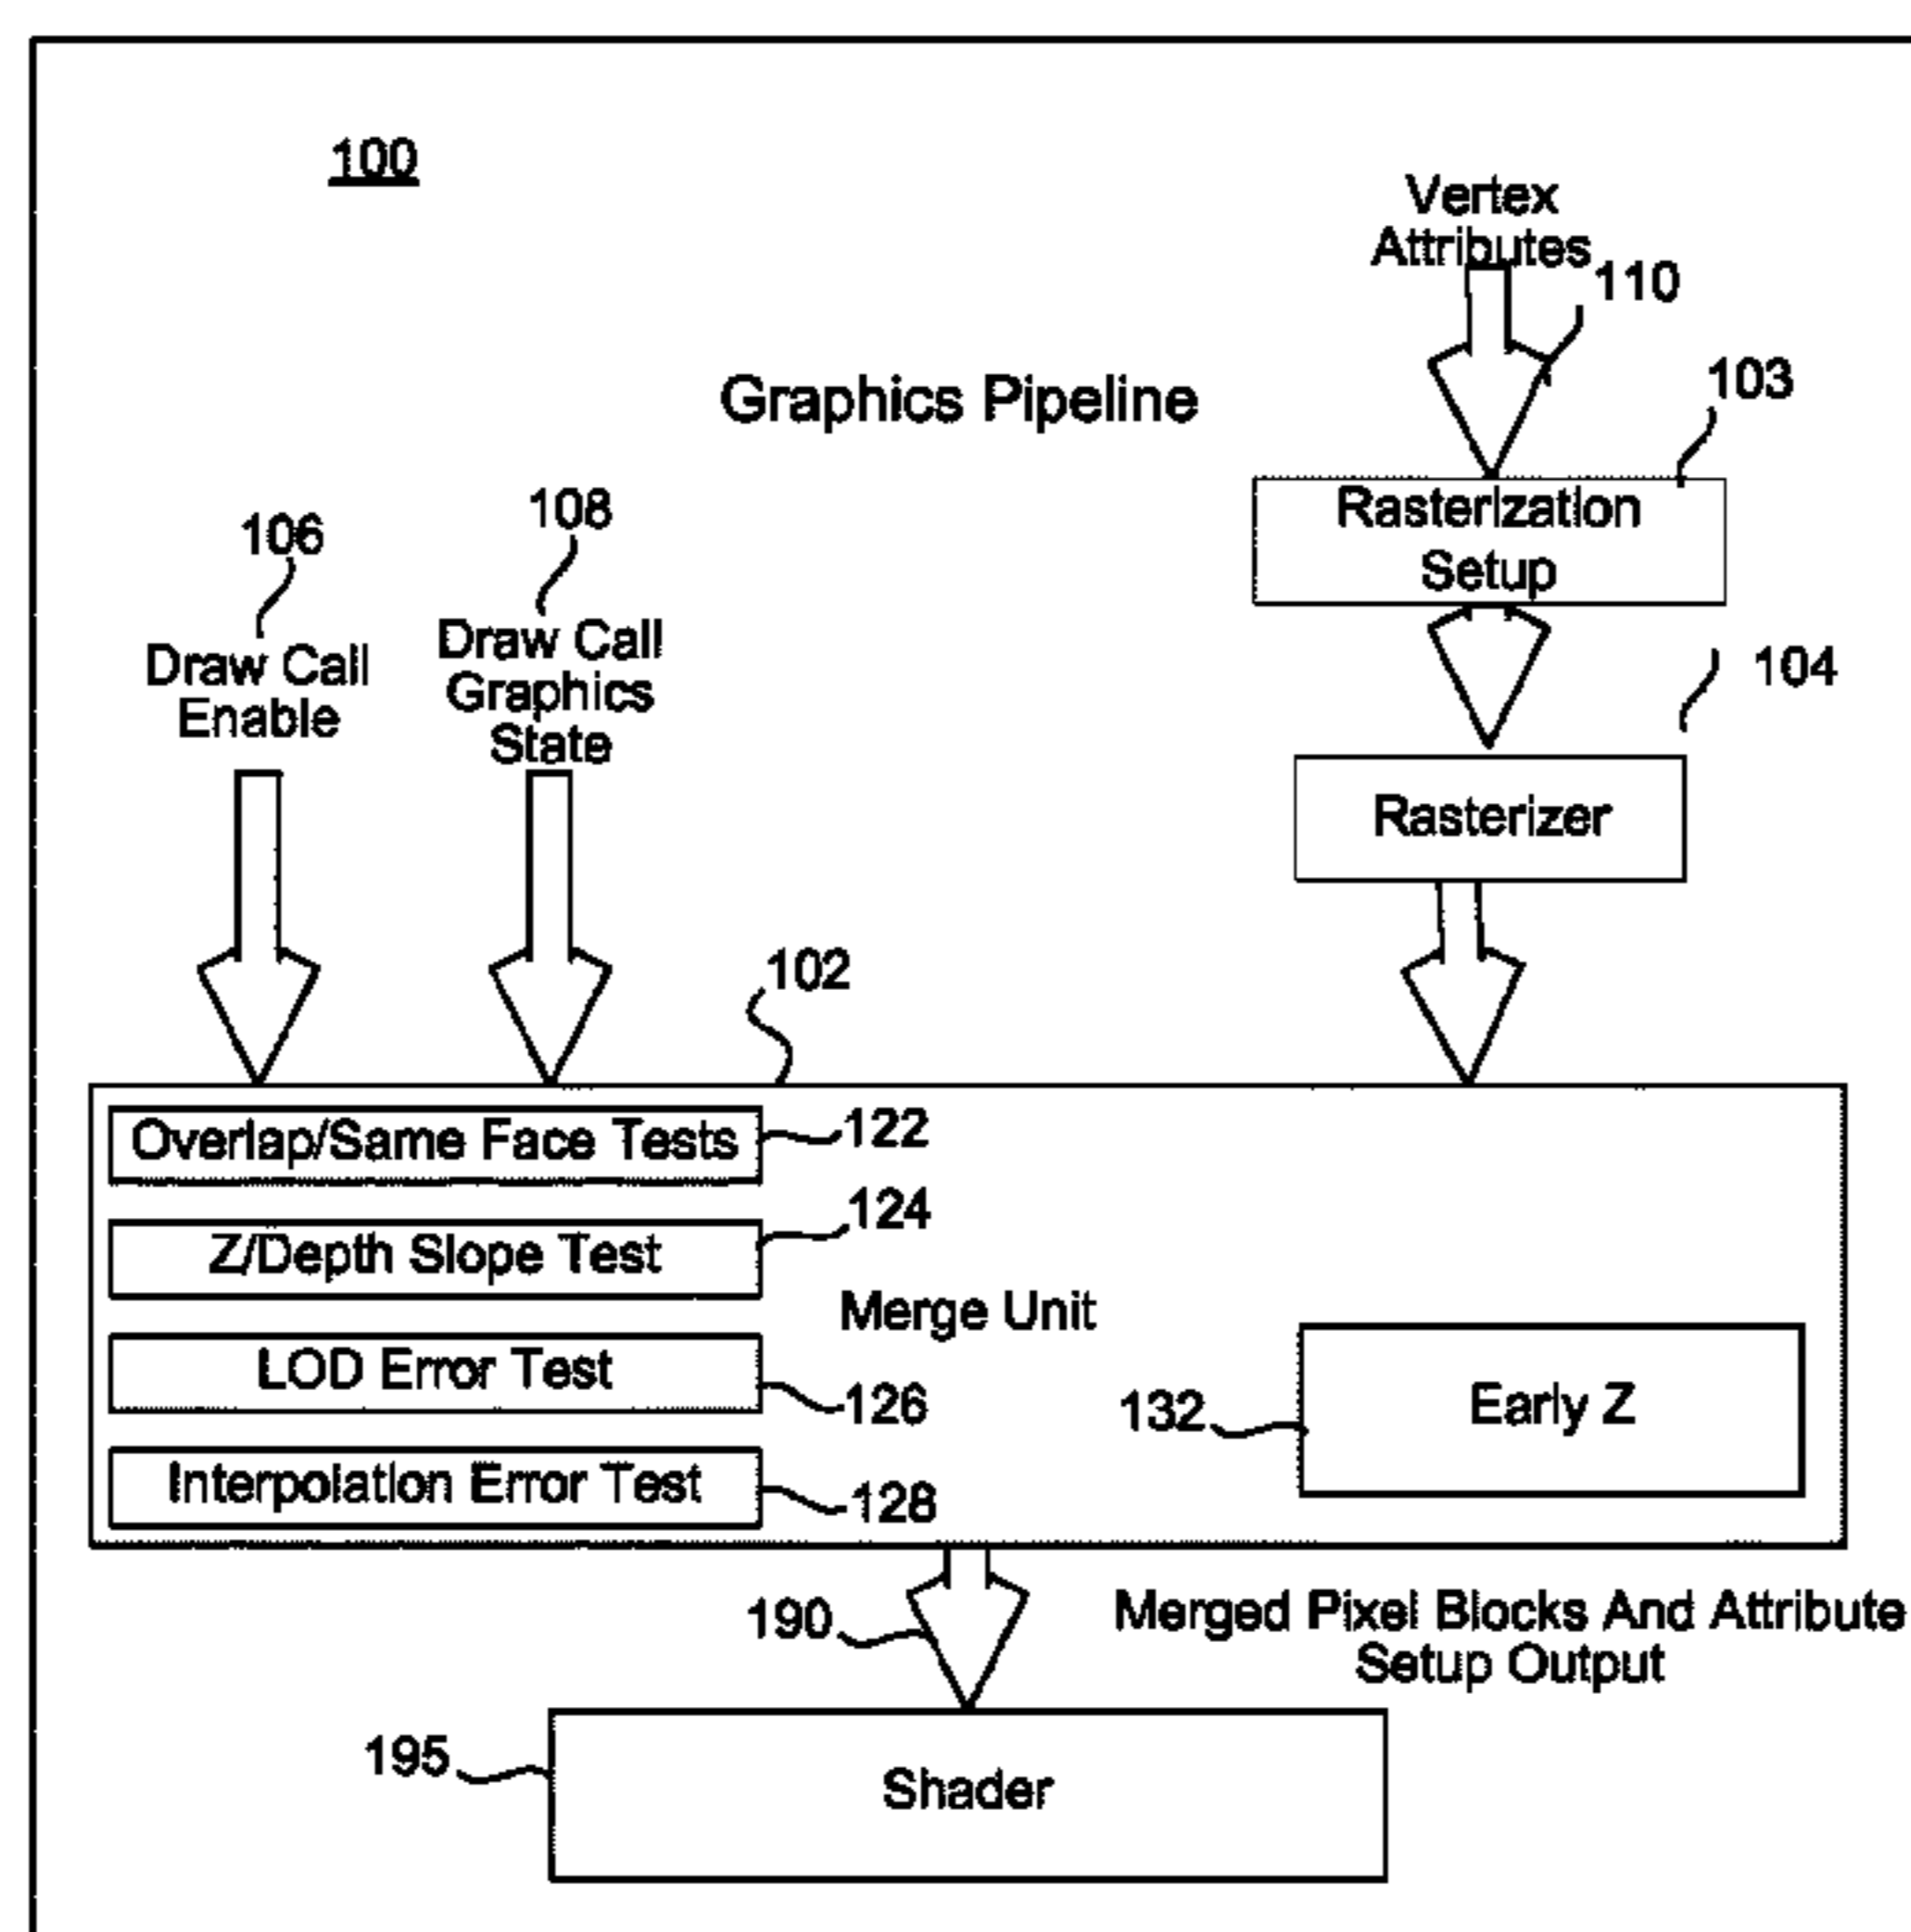 100
Vertex
Attributes
110
Graphics Pipeline
103
Rasterization
Setup
106
108
Draw Call
Enable
Draw Call
Graphics
State
104
Rasterizer
102
Overlap/Same Face Tests
122
Z/Depth Slope Test
124
Merge Unit
LOD Error Test
126
132
Early Z
Interpolation Error Test
128
190
Merged Pixel Blocks And Attribute
Setup Output
195
Shader